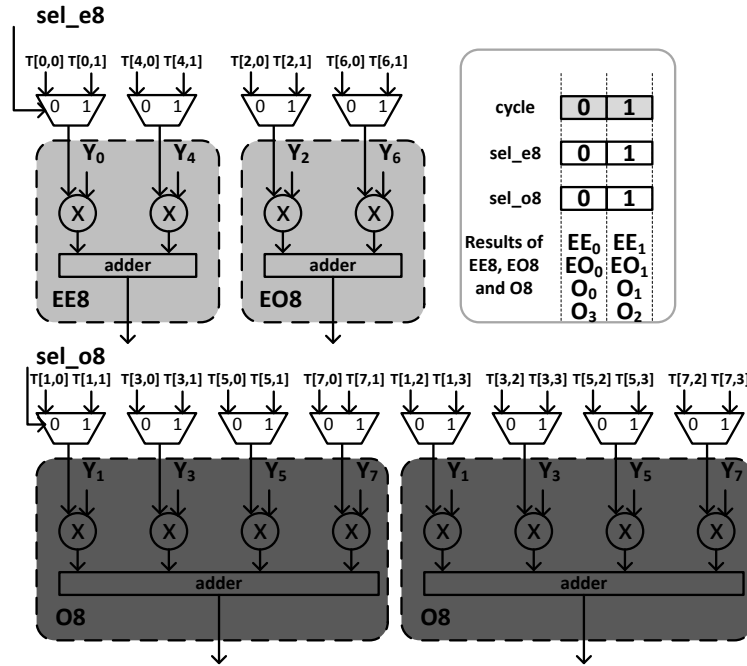 sel_e8
T[0,0] T[0,1] T[4,0] T[4,1] T[2,0] T[2,1] T[6,0] T[6,1]
0 1 0 1 0 1 0 1
Y0 Y4 Y2 Y6
X X X X
adder adder
EE8 EO8
cycle 0 1
sel_e8 0 1
sel_o8 0 1
Results of EE0 EE1
EE8, EO8 EO0 EO1
and O8 O0 O1
O3 O2
sel_o8
T[1,0] T[1,1] T[3,0] T[3,1] T[5,0] T[5,1] T[7,0] T[7,1] T[1,2] T[1,3] T[3,2] T[3,3] T[5,2] T[5,3] T[7,2] T[7,3]
0 1 0 1 0 1 0 1 0 1 0 1 0 1 0 1
Y1 Y3 Y5 Y7 Y1 Y3 Y5 Y7
X X X X X X X X
adder adder
O8 O8